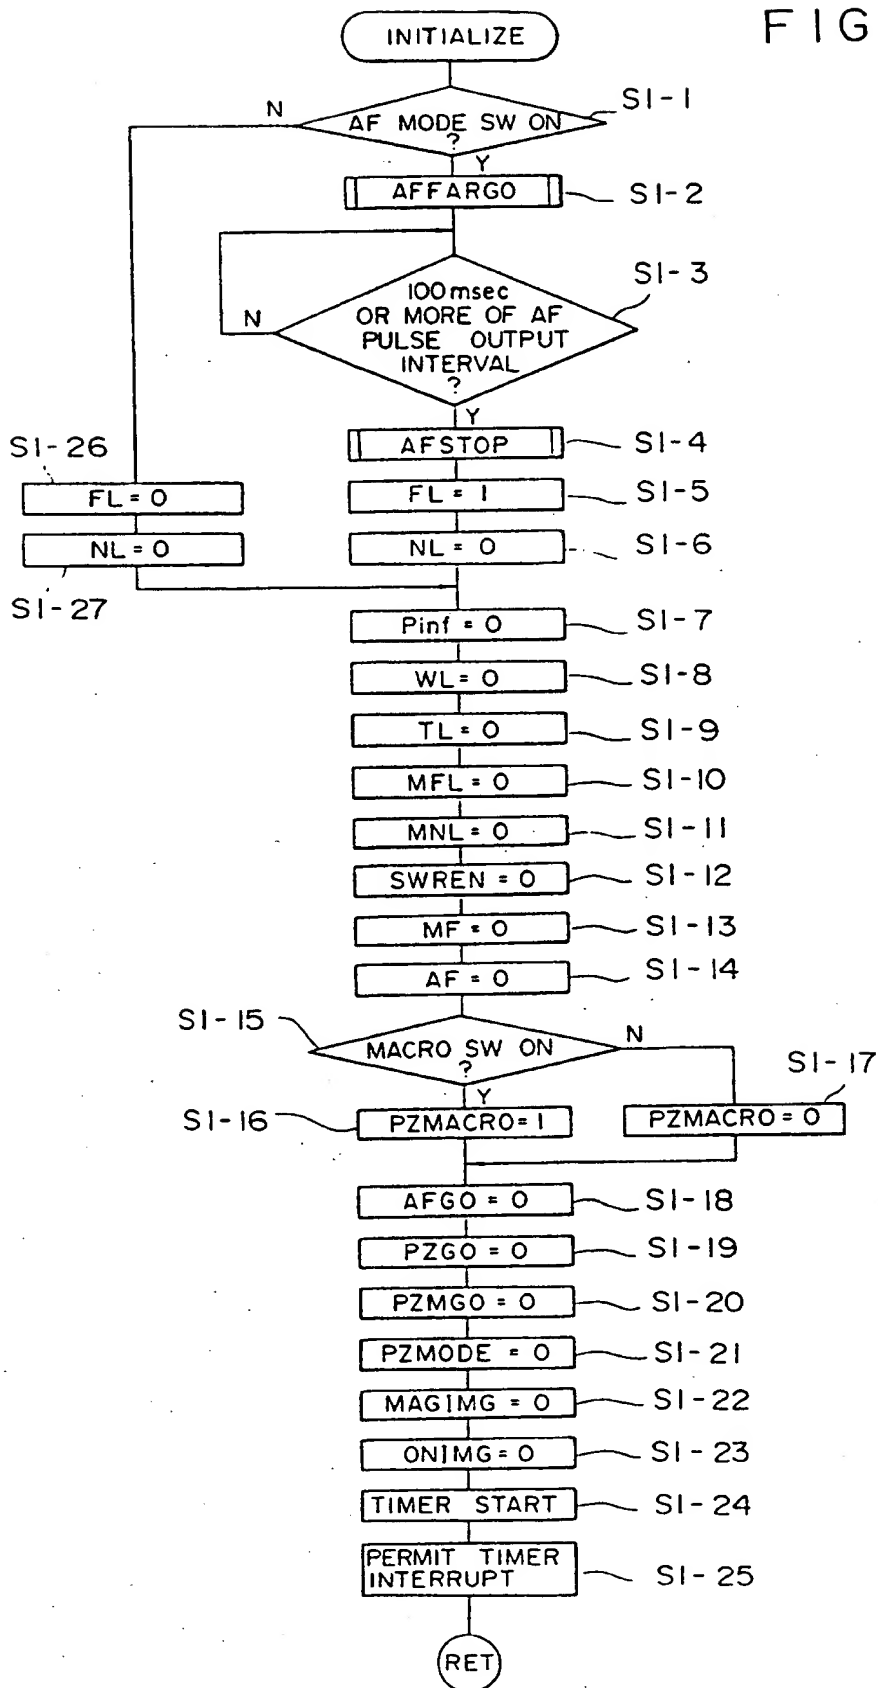 FIG
INITIALIZE
S1-1
N
AF MODE SW ON
?
Y
AFFARGO
S1-2
S1-3
100msec
OR MORE OF AF
PULSE OUTPUT
INTERVAL
?
N
Y
AFSTOP
S1-4
S1-26
FL = 0
FL = 1
S1-5
NL = 0
NL = 0
S1-6
S1-27
Pinf = 0
S1-7
WL = 0
S1-8
TL = 0
S1-9
MFL = 0
S1-10
MNL = 0
S1-11
SWREN = 0
S1-12
MF = 0
S1-13
AF = 0
S1-14
S1-15
MACRO SW ON
?
N
Y
S1-17
S1-16
PZMACRO = 1
PZMACRO = 0
AFGO = 0
S1-18
PZGO = 0
S1-19
PZMGO = 0
S1-20
PZMODE = 0
S1-21
MAGIMG = 0
S1-22
ONIMG = 0
S1-23
TIMER START
S1-24
PERMIT TIMER
INTERRUPT
S1-25
RET